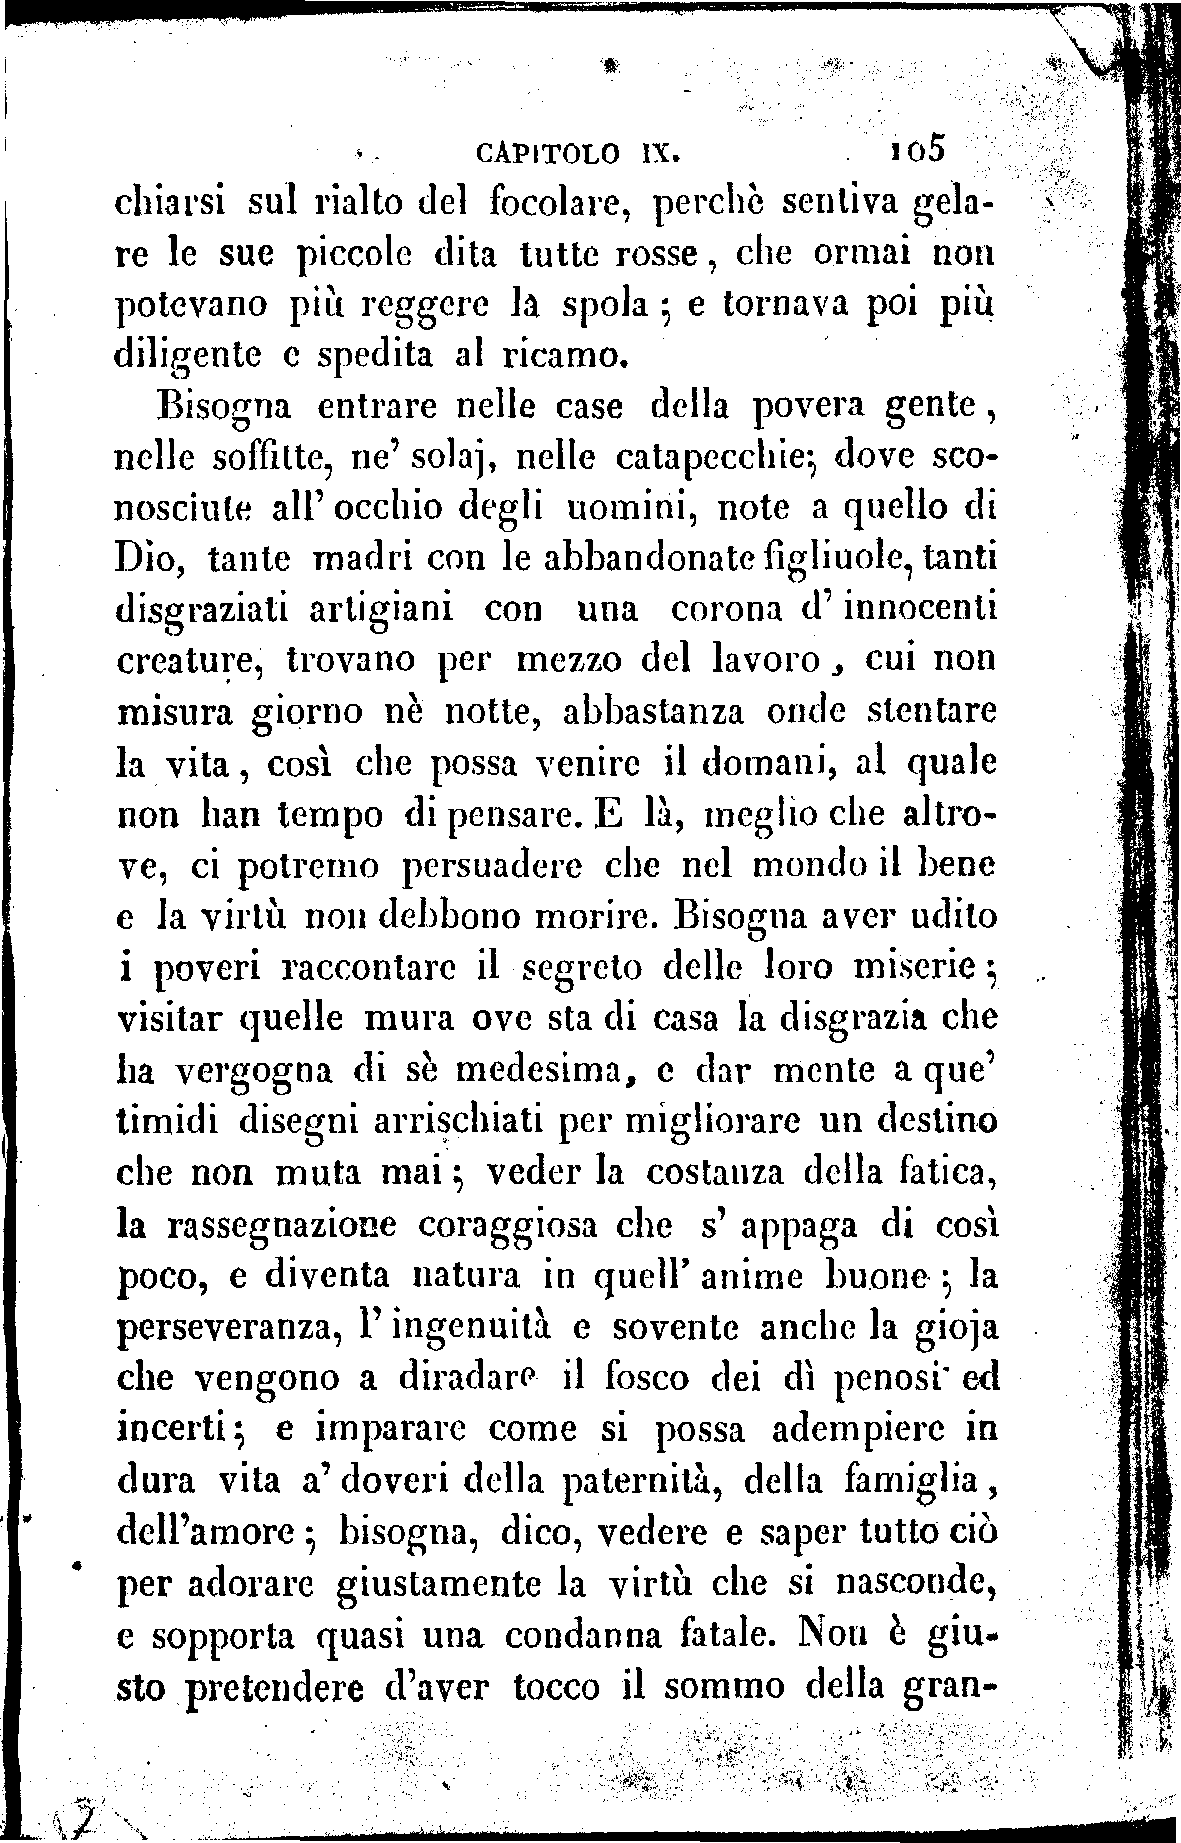 CAPITOLO IX. 105
chiarsi sul rialto del focolare, perchè sentiva gela-
re le sue piccole dita tutte rosse, che ormai non
potevano più reggere la spola; e tornava poi più
diligente e spedita al ricamo.
Bisogna entrare nelle case della povera gente,
nelle soffitte, ne' solaj, nelle catapecchie; dove sco-
nosciute all' occhio degli uomini, note a quello di
Dio, tante madri con le abbandonate figliuole, tanti
disgraziati artigiani con una corona d' innocenti
creature, trovano per mezzo del lavoro, cui non
misura giorno nè notte, abbastanza onde stentare
la vita, così che possa venire il domani, al quale
non han tempo di pensare. E là, meglio che altro-
ve, ci potremo persuadere che nel mondo il bene
e la virtù non debbono morire. Bisogna aver udito
i poveri raccontare il segreto delle loro miserie;
visitar quelle mura ove sta di casa la disgrazia che
ha vergogna di sè medesima, e dar mente a que'
timidi disegni arrischiati per migliorare un destino
che non muta mai; veder la costanza della fatica,
la rassegnazione coraggiosa che s' appaga di così
poco, e diventa natura in quell' anime buone; la
perseveranza, l' ingenuità e sovente anche la gioja
che vengono a diradare il fosco dei dì penosi ed
incerti; e imparare come si possa adempiere in
dura vita a' doveri della paternità, della famiglia,
dell'amore; bisogna, dico, vedere e saper tutto ciò
per adorare giustamente la virtù che si nasconde,
e sopporta quasi una condanna fatale. Non è giu-
sto pretendere d'aver tocco il sommo della gran-